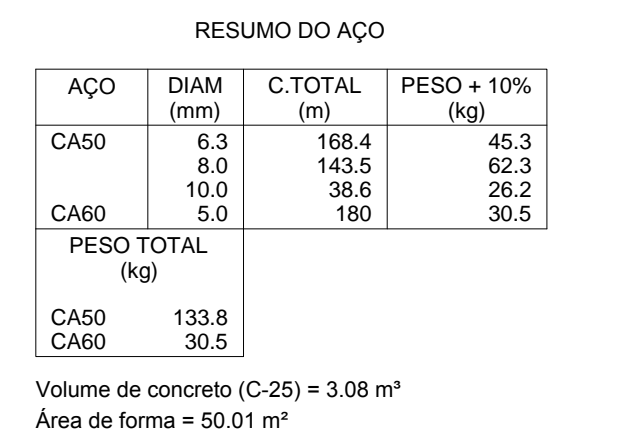 RESUMO DO AÇO
AÇO DIAM C.TOTAL PESO + 10%
(mm) (m) (kg)
CA50 6.3 168.4 45.3
8.0 143.5 62.3
10.0 38.6 26.2
CA60 5.0 180 30.5
PESO TOTAL
(kg)
CA50 133.8
CA60 30.5
Volume de concreto (C-25) = 3.08 m³
Área de forma = 50.01 m²